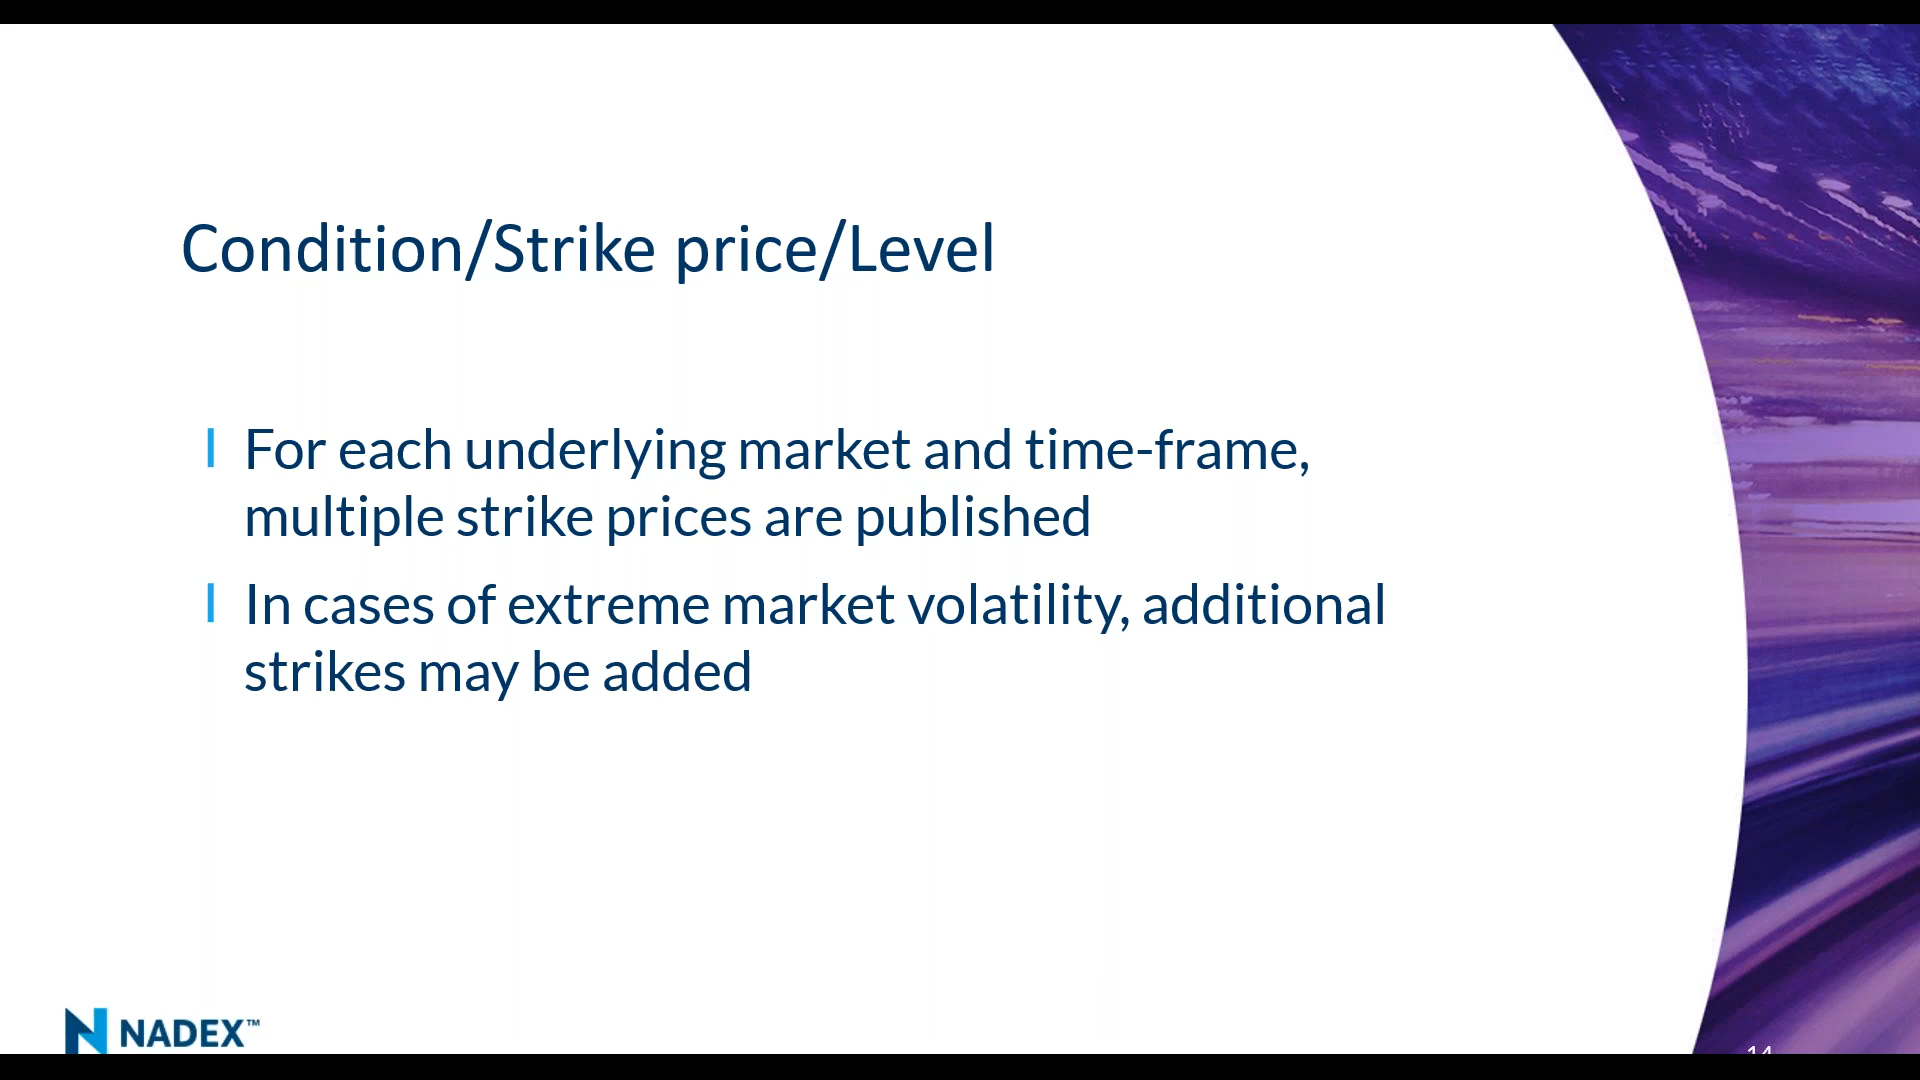 Condition/Strike price/Level
For each underlying market and time-frame,
multiple strike prices are published
In cases of extreme market volatility, additional
strikes may be added
NADEX™
14